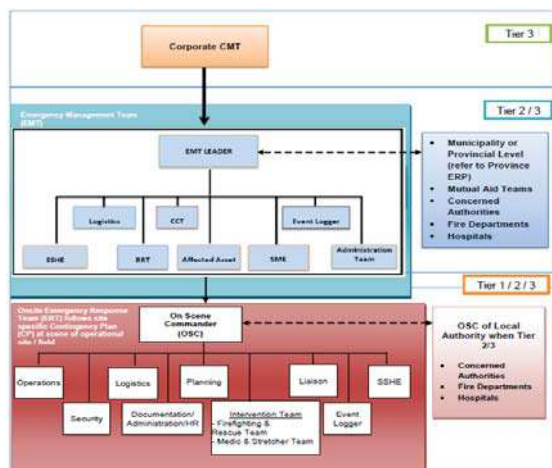 Tier 3
Corporate CMT
Emergency Management Team
(EMT)
Tier 2 / 3
EMT LEADER
Logistics
CCT
Event Logger
SSHE
BRT
Affected Asset
SME
Administration
Team
• Municipality or
Provincial Level
(refer to Province
ERP)
• Mutual Aid Teams
• Concerned
Authorities
• Fire Departments
• Hospitals
Tier 1 / 2 / 3
Onsite Emergency Response
Team (ERT) follows site
specific Contingency Plan
(CP) at scene of operational
site / field
On Scene
Commander
(OSC)
Operations
Logistics
Planning
Liaison
SSHE
Security
Documentation/
Administration/HR
Intervention Team
- Firefighting &
Rescue Team
- Medic & Stretcher Team
Event
Logger
OSC of Local
Authority when Tier
2/3
• Concerned
Authorities
• Fire Departments
• Hospitals